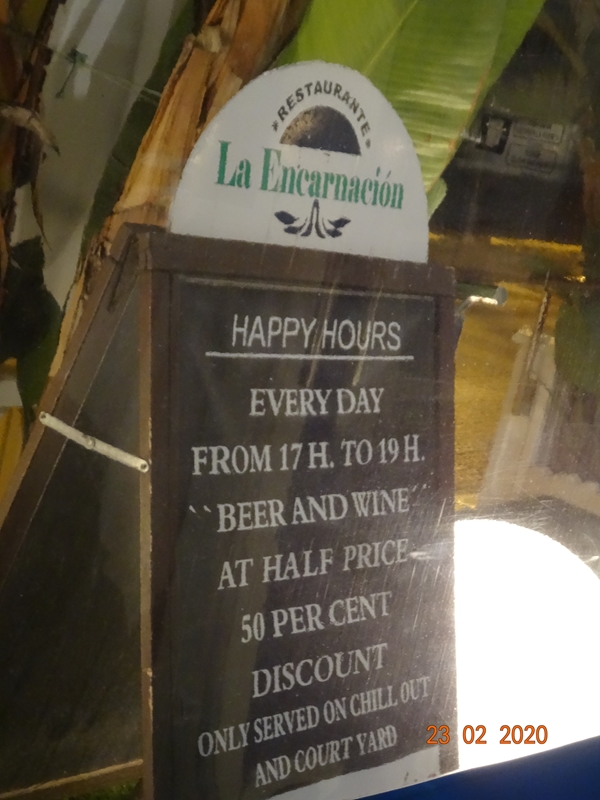 RESTAURANTE
La Encarnación
HAPPY HOURS
EVERY DAY
FROM 17 H. TO 19 H.
``BEER AND WINE´´
AT HALF PRICE
50 PER CENT
DISCOUNT
ONLY SERVED ON CHILL OUT
AND COURT YARD
23 02 2020